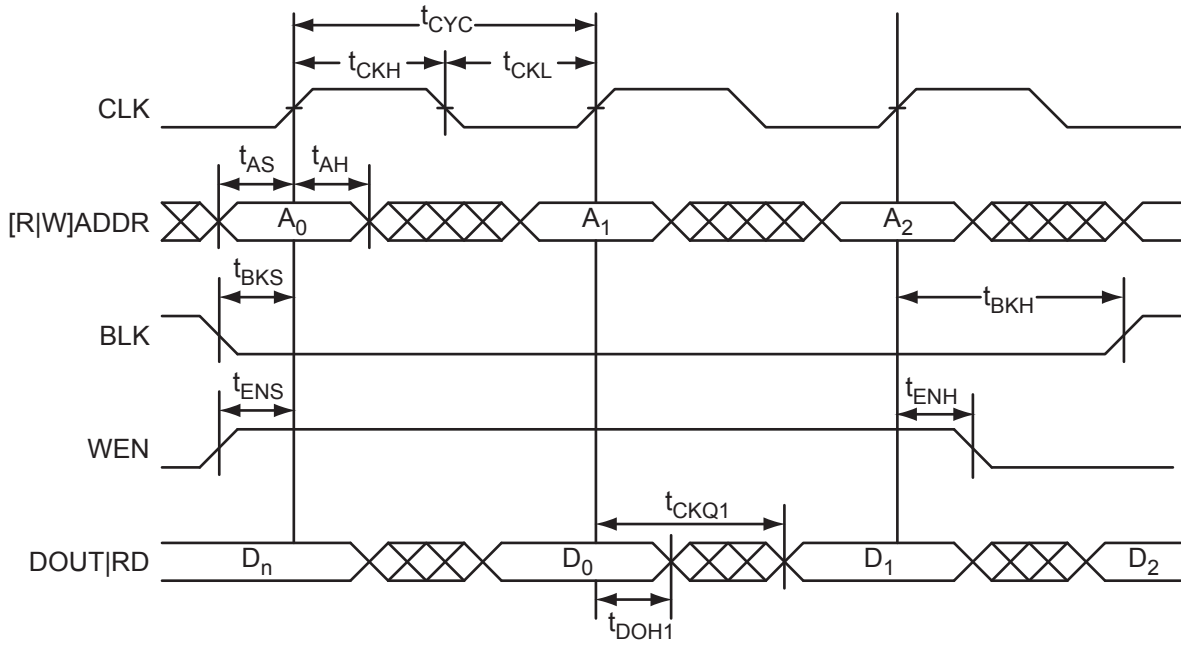 tCYC
tCKH tCKL
CLK
tAS tAH
[R|W]ADDR A0 A1 A2
tBKS tBKH
BLK
tENS tENH
WEN
tCKQ1
DOUT|RD Dn D0 D1 D2
tDOH1